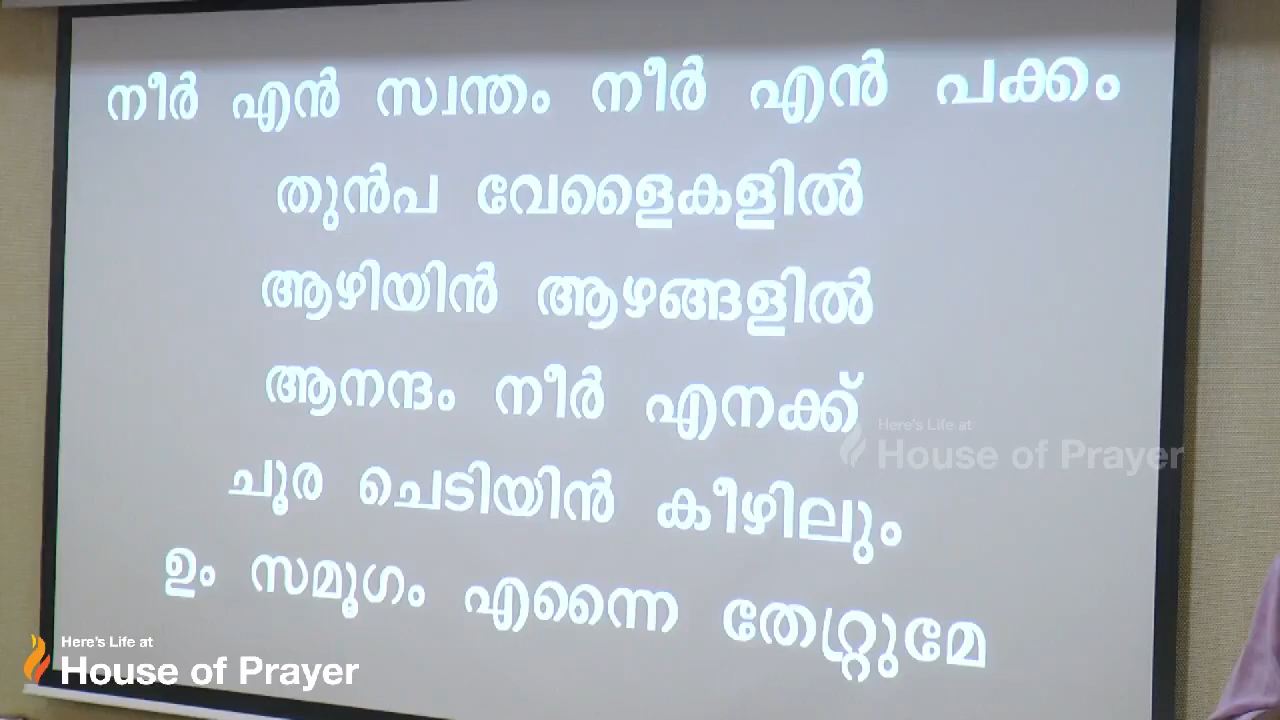 നീർ എൻ സ്വന്തം നീർ എൻ പക്കം
തുൻപ വേളൈകളിൽ
ആഴിയിൻ ആഴങ്ങളിൽ
ആനന്ദം നീർ എനക്ക്
ചൂര ചെടിയിൻ കീഴിലും
ഉം സമൂഗം എന്നൈ തേറ്റ്രുമേ
Here's Life at
House of Prayer
Here's Life at
House of Prayer